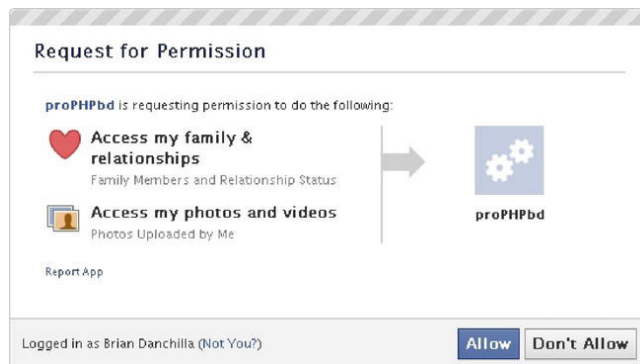 Request for Permission
proPHPbd is requesting permission to do the following:
Access my family &
relationships
Family Members and Relationship Status
Access my photos and videos
Photos Uploaded by Me
proPHPbd
Report App
Logged in as Brian Danchilla (Not You?)
Allow
Don't Allow